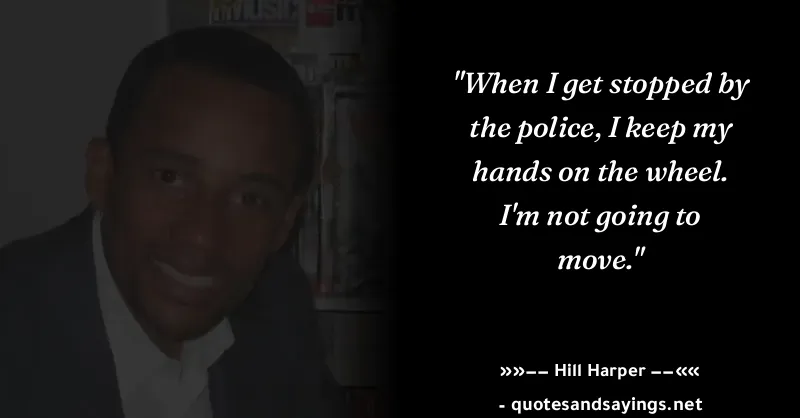 MUSIC
"When I get stopped by
the police, I keep my
hands on the wheel.
I'm not going to
move."
»»−− Hill Harper −−««
- quotesandsayings.net